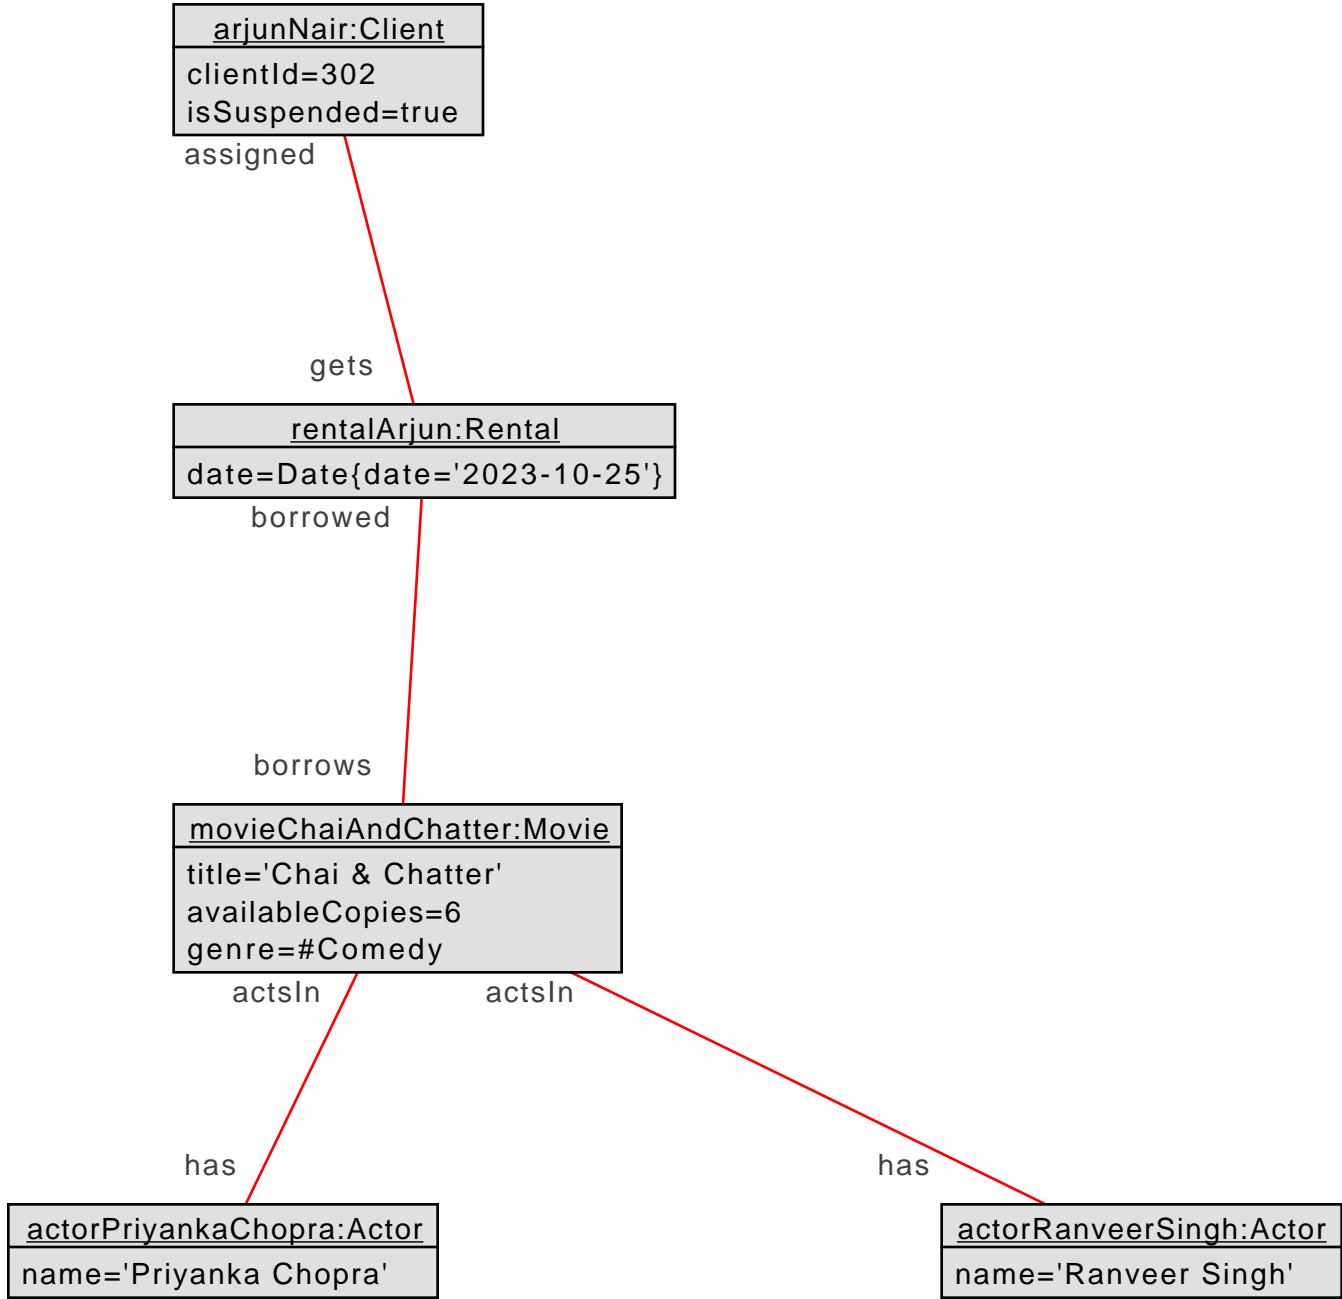 arjunNair:Client
clientId=302
isSuspended=true
assigned
gets
rentalArjun:Rental
date=Date{date='2023-10-25'}
borrowed
borrows
movieChaiAndChatter:Movie
title='Chai & Chatter'
availableCopies=6
genre=#Comedy
actsIn
actsIn
has
has
actorPriyankaChopra:Actor
name='Priyanka Chopra'
actorRanveerSingh:Actor
name='Ranveer Singh'